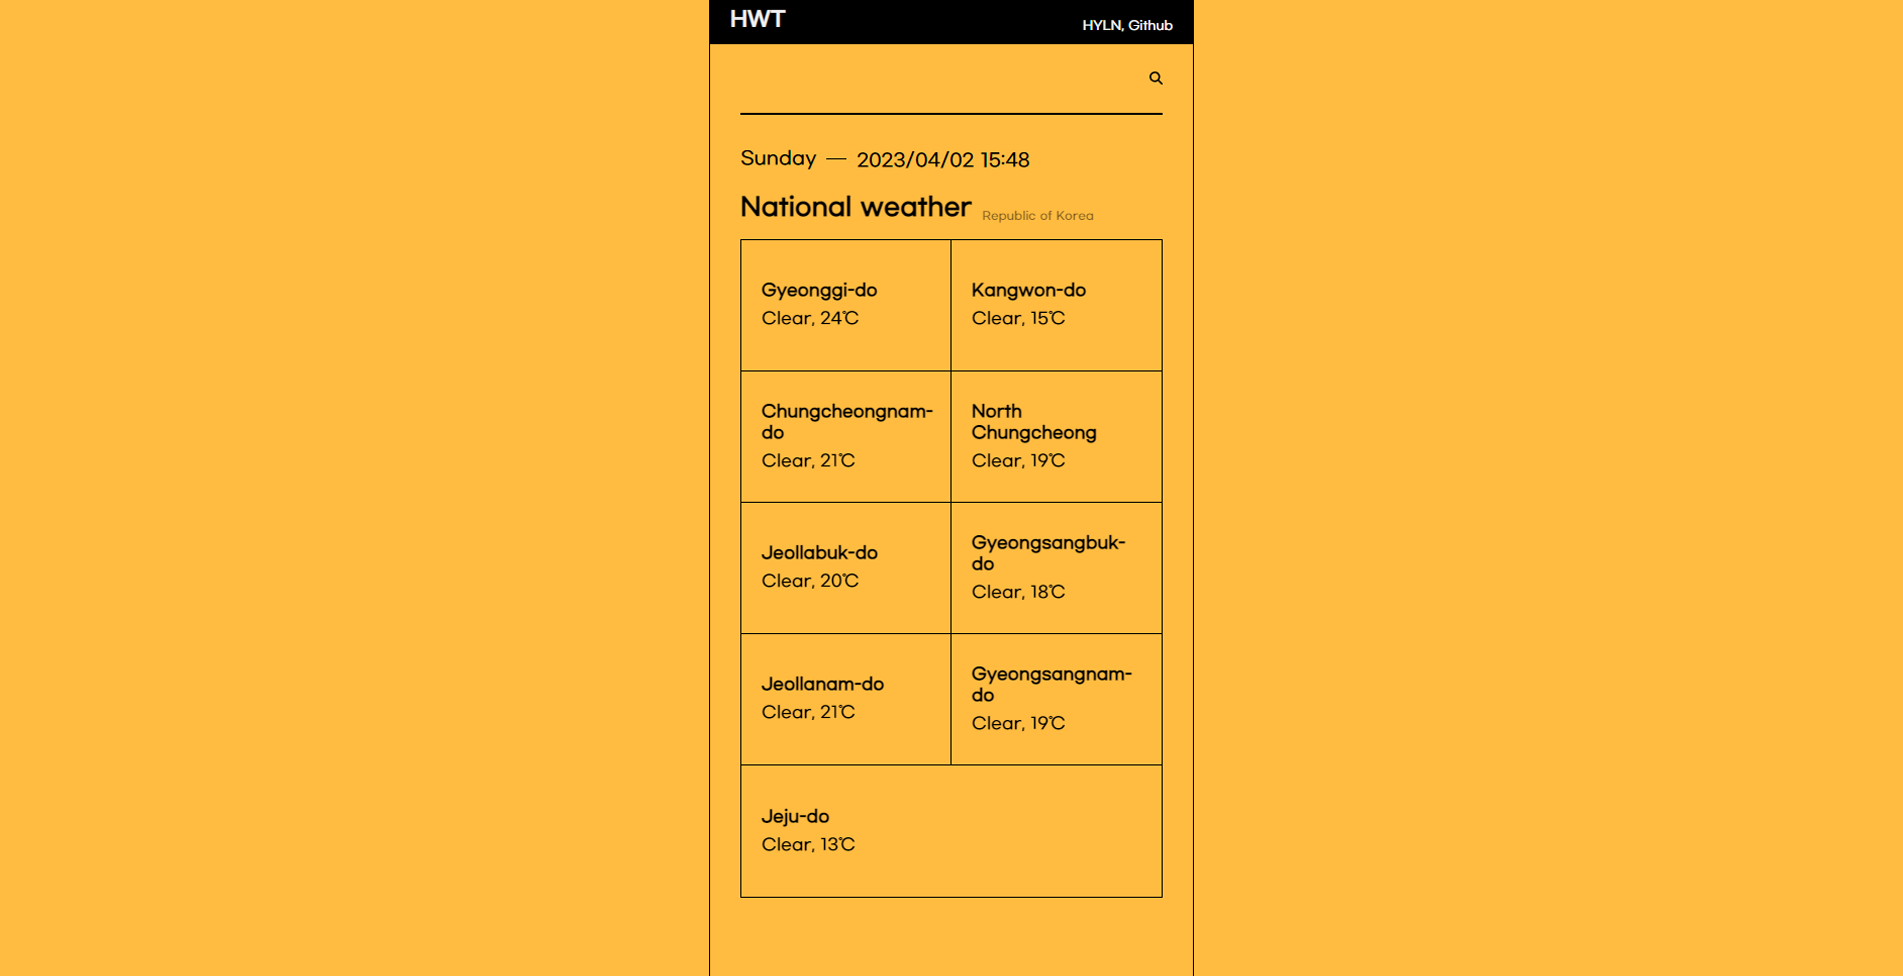 HWT
HYLN, Github
Sunday — 2023/04/02 15:48
National weather Republic of Korea
Gyeonggi-do
Clear, 24℃
Kangwon-do
Clear, 15℃
Chungcheongnam-
do
Clear, 21℃
North
Chungcheong
Clear, 19℃
Jeollabuk-do
Clear, 20℃
Gyeongsangbuk-
do
Clear, 18℃
Jeollanam-do
Clear, 21℃
Gyeongsangnam-
do
Clear, 19℃
Jeju-do
Clear, 13℃